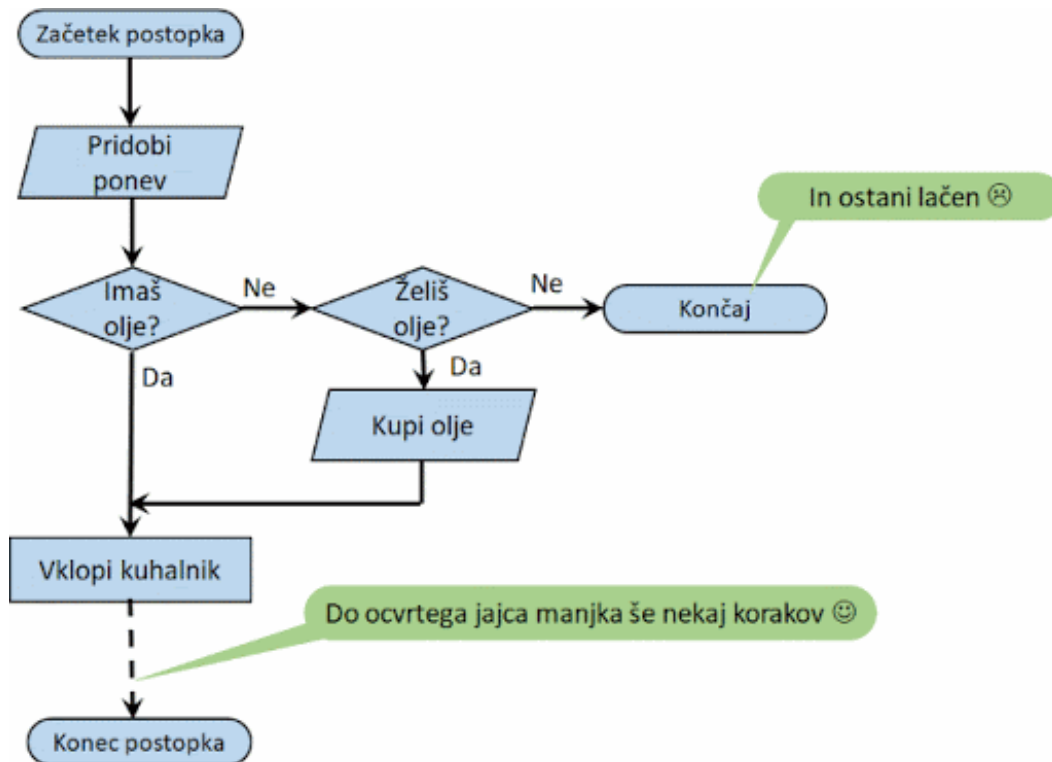 Začetek postopka
Pridobi
ponev
In ostani lačen ☹
Imaš
olje?
Ne
Želiš
olje?
Ne
Končaj
Da
Da
Kupi olje
Vklopi kuhalnik
Do ocvrtega jajca manjka še nekaj korakov ☺
Konec postopka